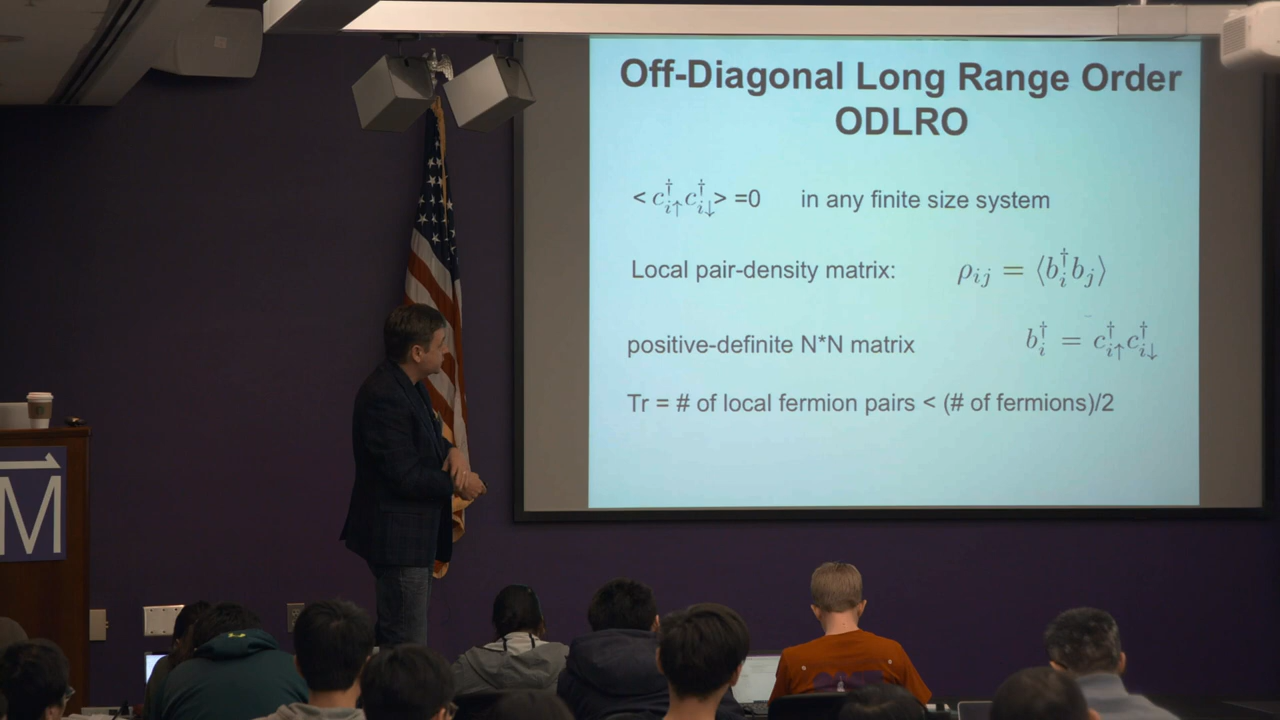 Off-Diagonal Long Range Order
ODLRO
< c†i↑ c†i↓ > =0 in any finite size system
Local pair-density matrix: ρij = ⟨b†i bj⟩
positive-definite N*N matrix b†i = c†i↑ c†i↓
Tr = # of local fermion pairs < (# of fermions)/2
M